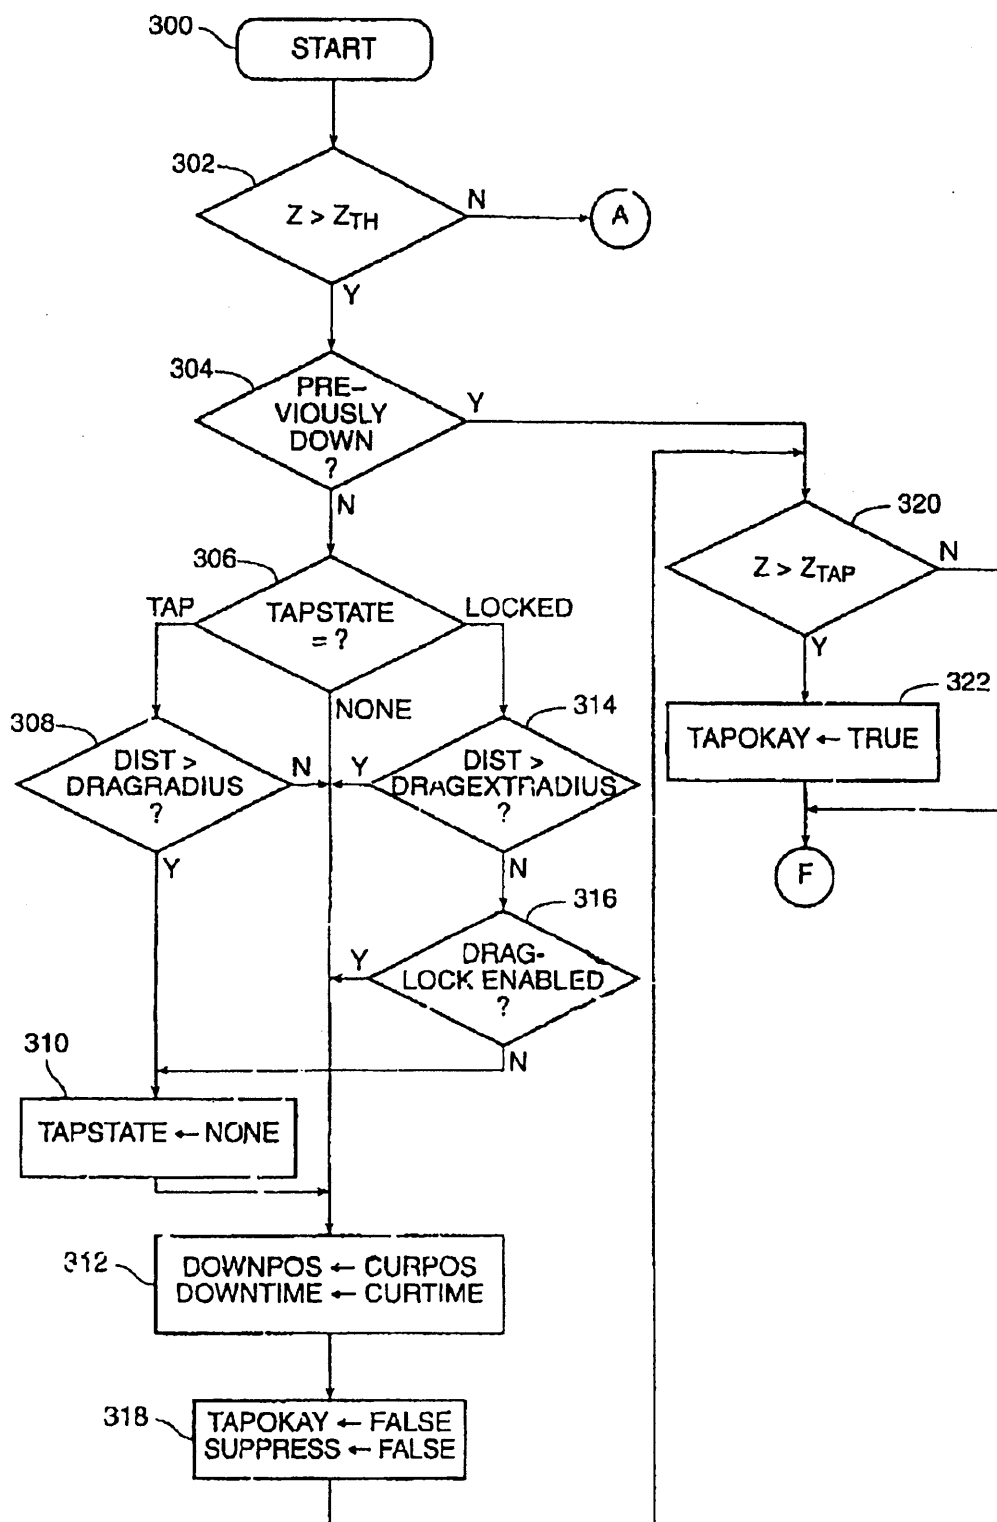 300
START
302
Z > ZTH
N
A
Y
304
PRE-
VIOUSLY
DOWN
?
Y
N
320
Z > ZTAP
N
Y
306
TAPSTATE
= ?
TAP
LOCKED
NONE
322
TAPOKAY ← TRUE
F
308
DIST >
DRAGRADIUS
?
N
Y
314
DIST >
DRAGEXTRADIUS
?
Y
N
316
DRAG-
LOCK ENABLED
?
Y
N
310
TAPSTATE ← NONE
312
DOWNPOS ← CURPOS
DOWNTIME ← CURTIME
318
TAPOKAY ← FALSE
SUPPRESS ← FALSE